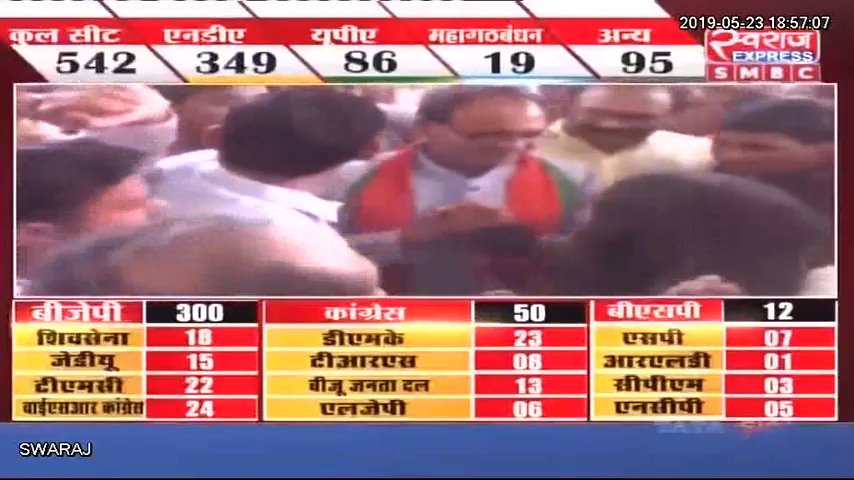 2019-05-23 18:57:07
कुल सीट एनडीए यूपीए महागठबंधन अन्य
542 349 86 19 95
स्वराज
EXPRESS
SMBC
बीजेपी 300 कांग्रेस 50 बीएसपी 12
शिवसेना 18 डीएमके 23 एसपी 07
जेडीयू 15 टीआरएस 08 आरएलडी 01
टीएमसी 22 बीजू जनता दल 13 सीपीएम 03
वाईएसआर कांग्रेस 24 एलजेपी 06 एनसीपी 05
SWARAJ